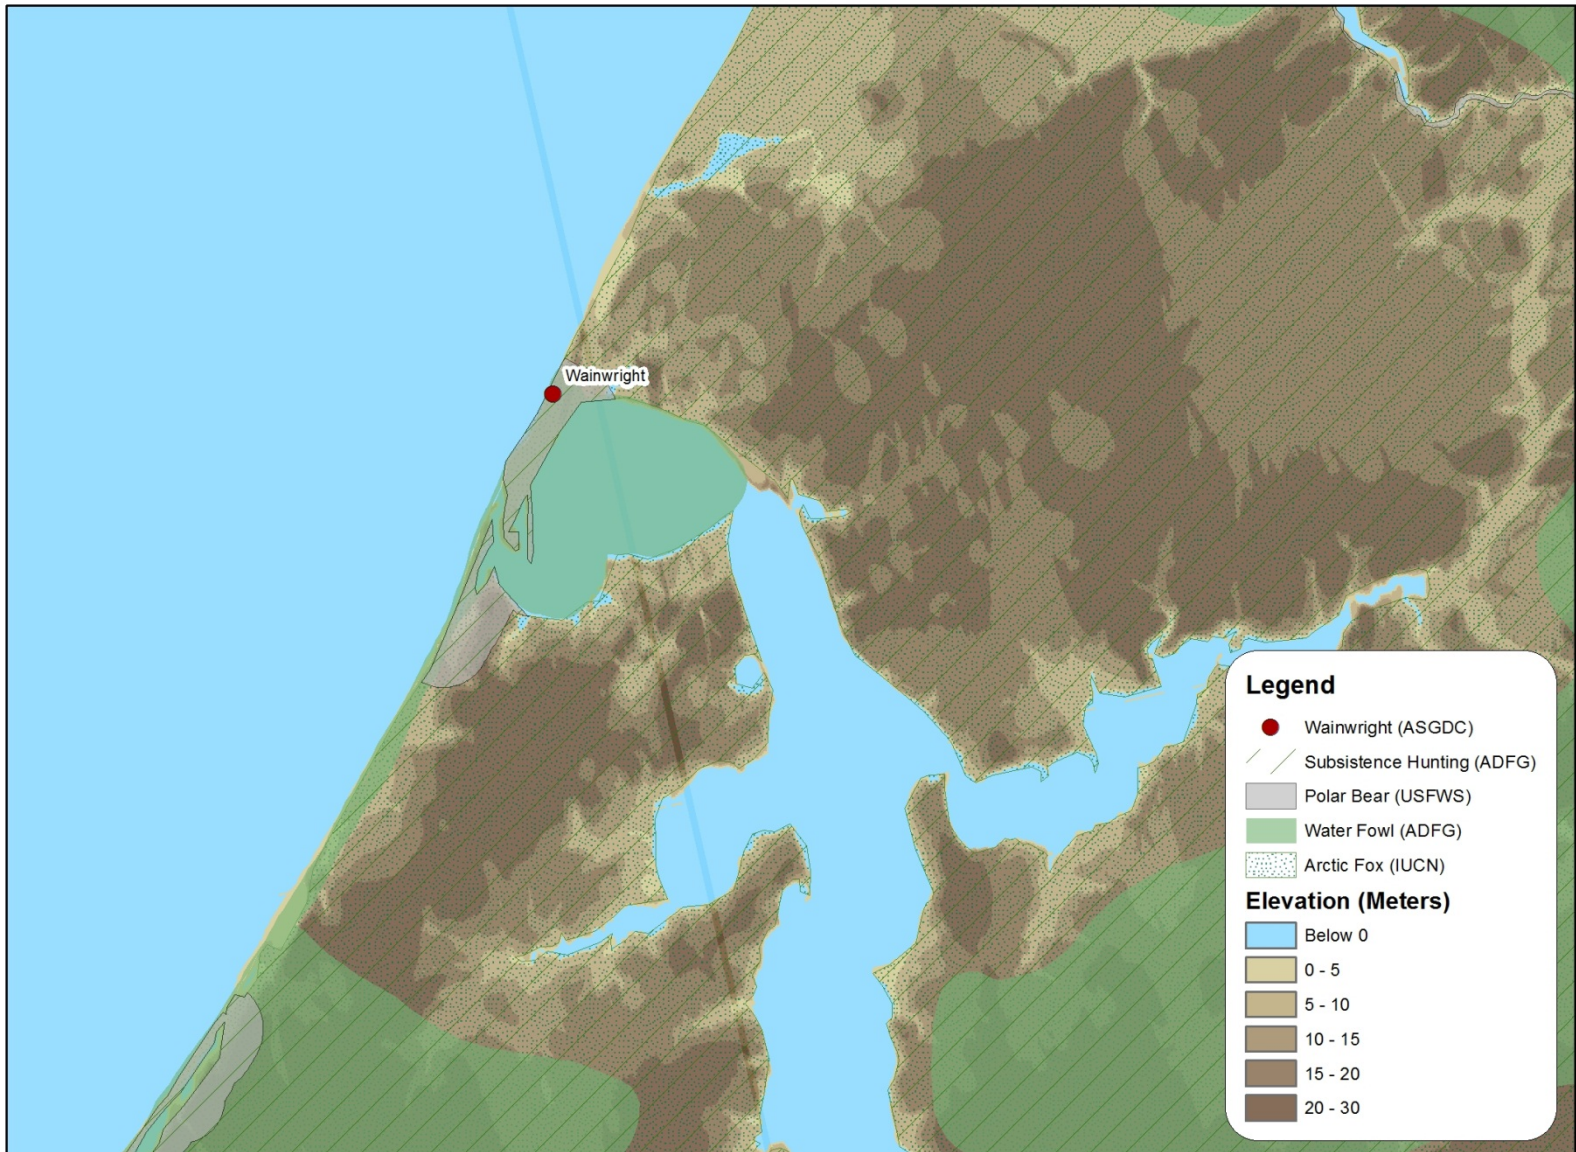 Wainwright
Legend
Wainwright (ASGDC)
Subsistence Hunting (ADFG)
Polar Bear (USFWS)
Water Fowl (ADFG)
Arctic Fox (IUCN)
Elevation (Meters)
Below 0
0 - 5
5 - 10
10 - 15
15 - 20
20 - 30